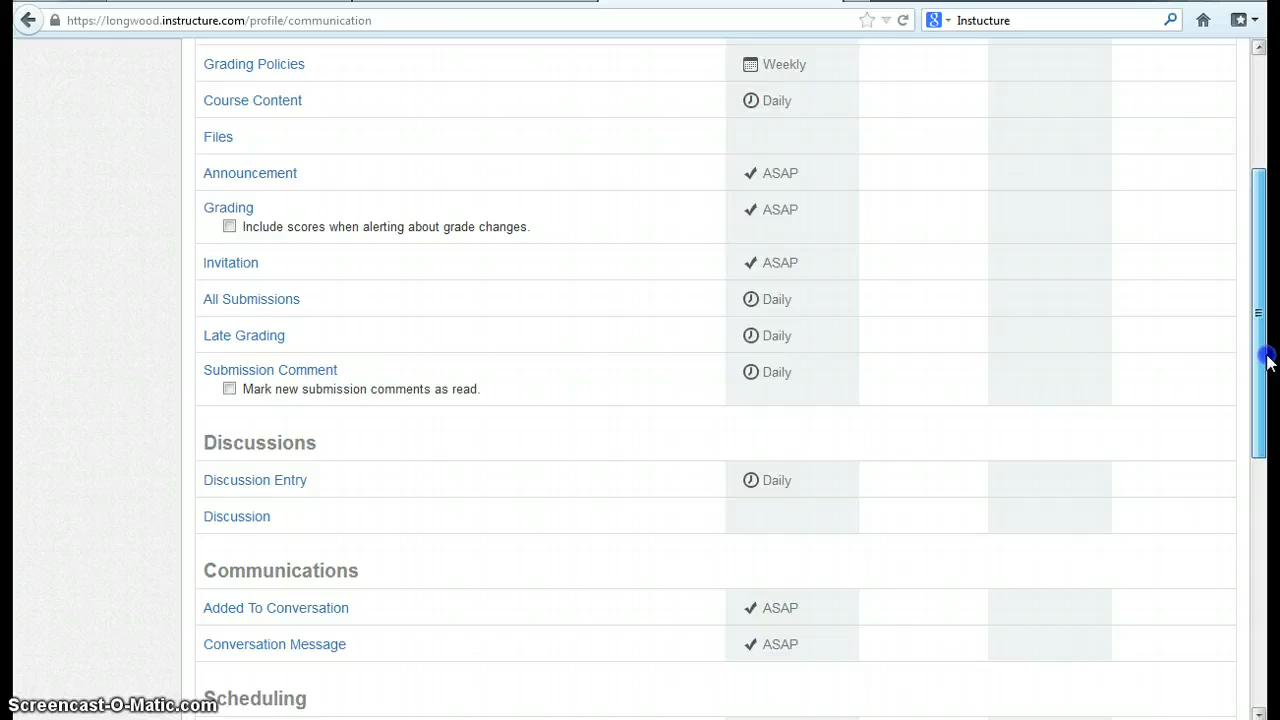 https://longwood.instructure.com/profile/communication
Instucture
Grading Policies
Weekly
Course Content
Daily
Files
Announcement
ASAP
Grading
ASAP
Include scores when alerting about grade changes.
Invitation
ASAP
All Submissions
Daily
Late Grading
Daily
Submission Comment
Daily
Mark new submission comments as read.
Discussions
Discussion Entry
Daily
Discussion
Communications
Added To Conversation
ASAP
Conversation Message
ASAP
Scheduling
Screencast-O-Matic.com